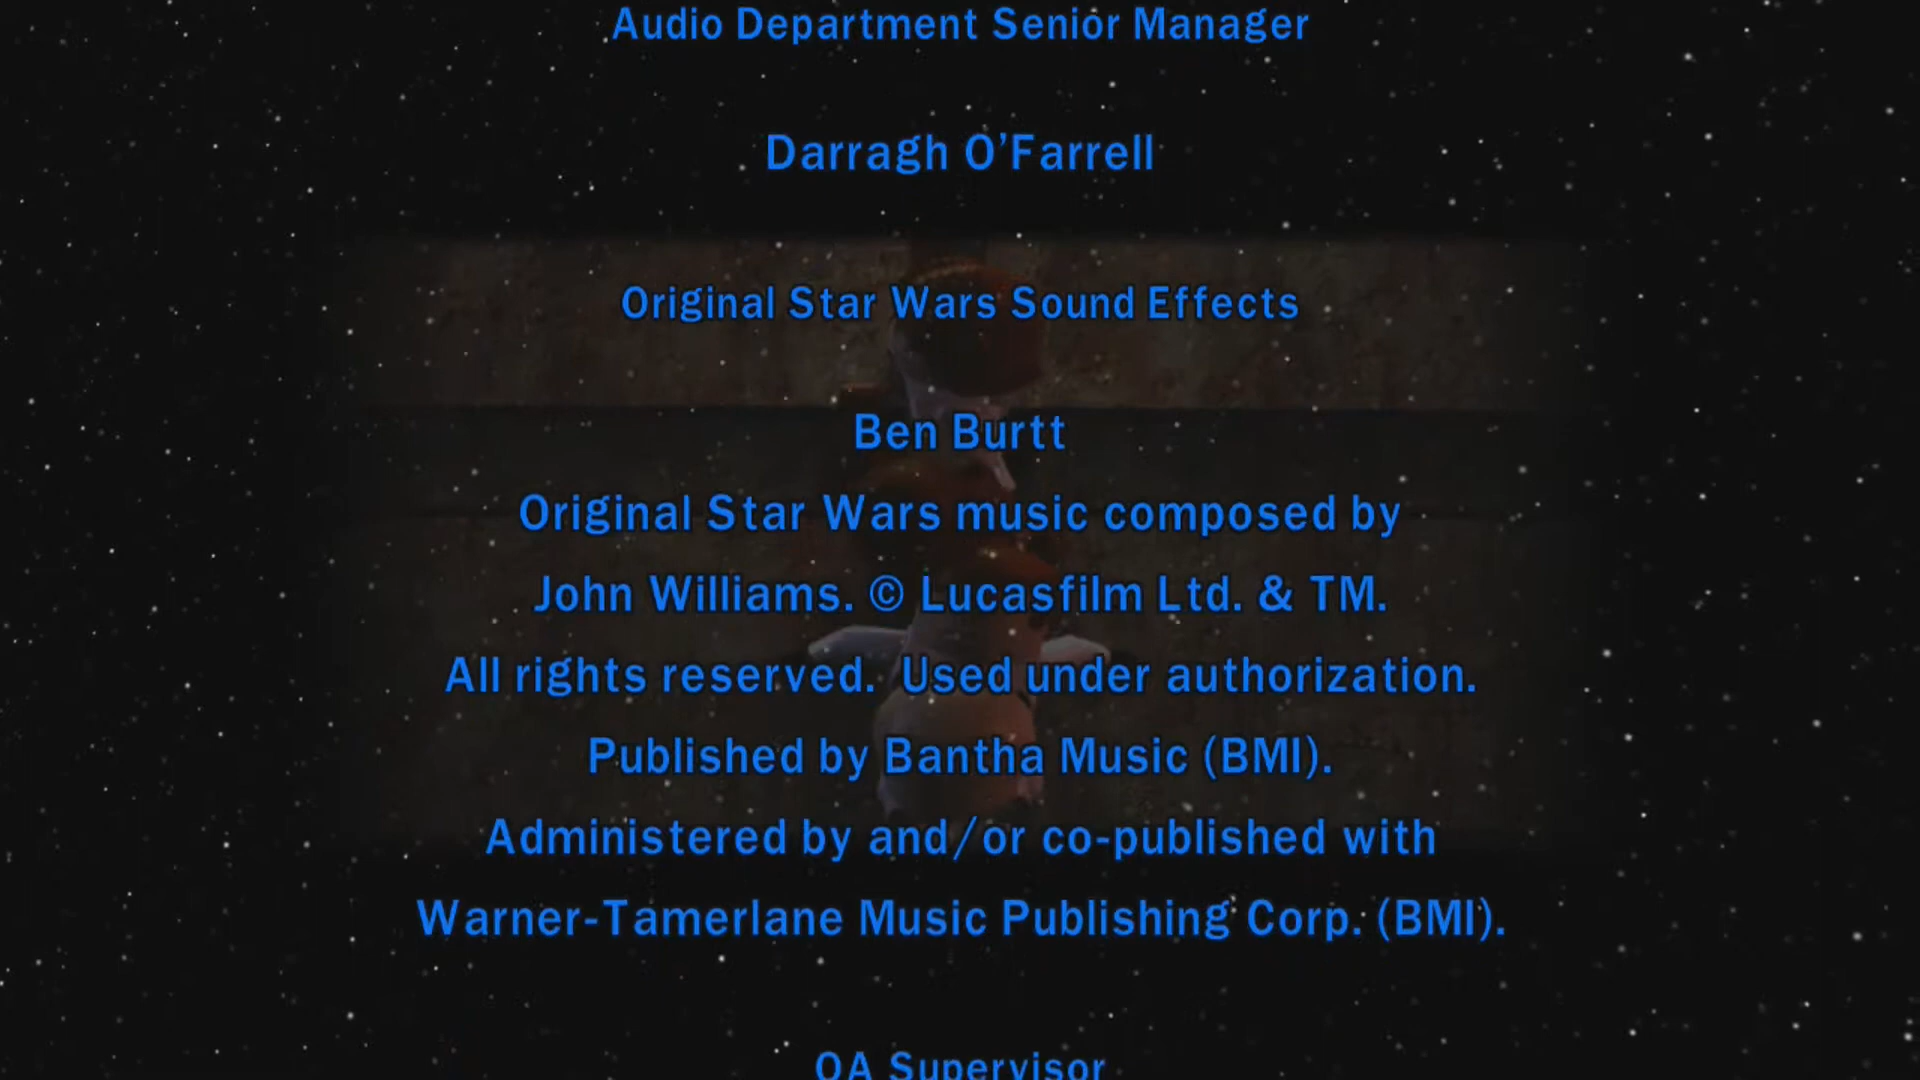 Audio Department Senior Manager
Darragh O’Farrell
Original Star Wars Sound Effects
Ben Burtt
Original Star Wars music composed by
John Williams. © Lucasfilm Ltd. & TM.
All rights reserved.  Used under authorization.
Published by Bantha Music (BMI).
Administered by and/or co-published with
Warner-Tamerlane Music Publishing Corp. (BMI).
QA Supervisor